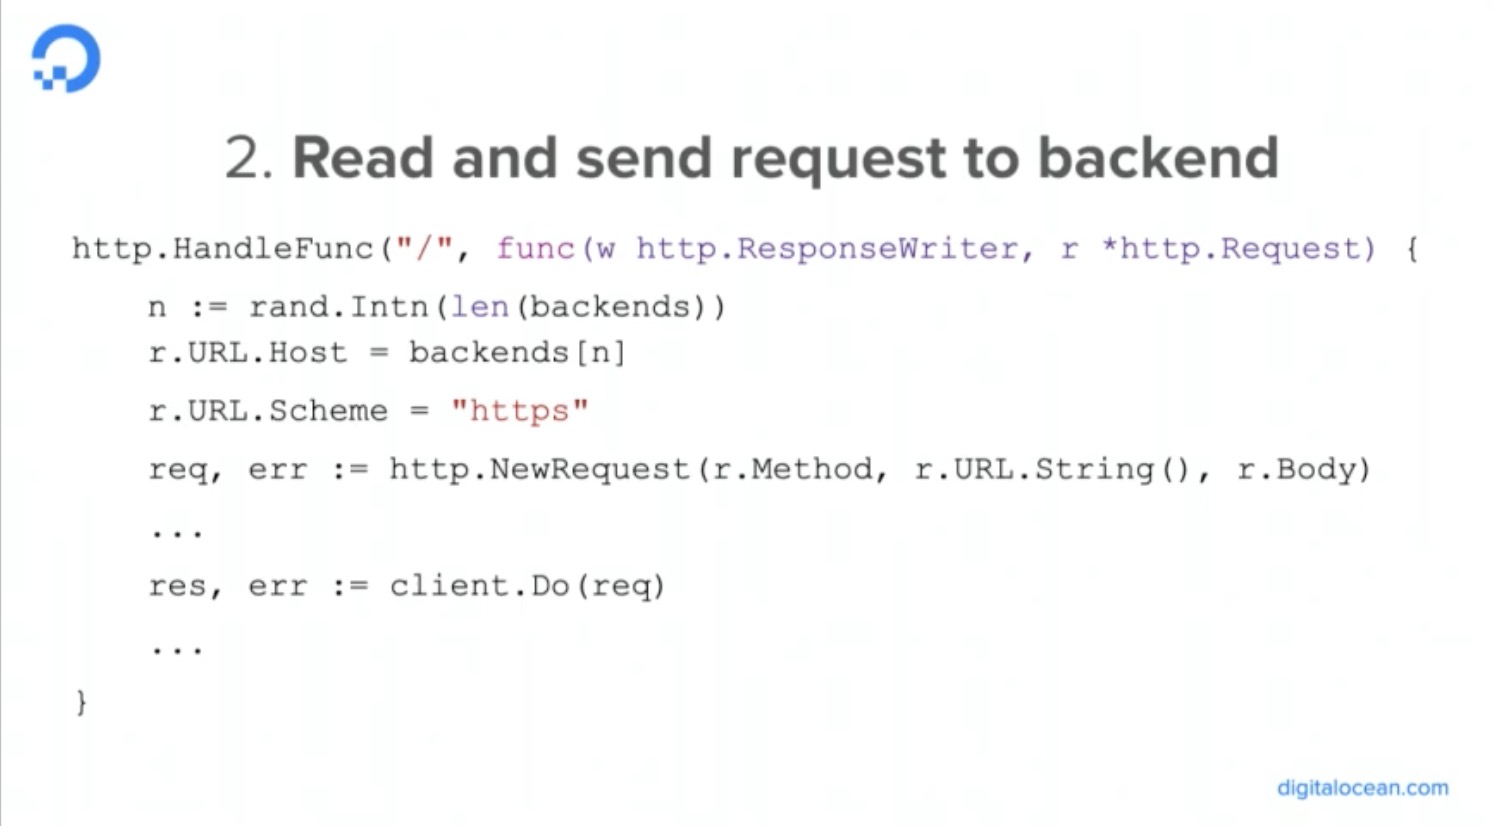 2. Read and send request to backend
http.HandleFunc("/", func(w http.ResponseWriter, r *http.Request) {
n := rand.Intn(len(backends))
r.URL.Host = backends[n]
r.URL.Scheme = "https"
req, err := http.NewRequest(r.Method, r.URL.String(), r.Body)
...
res, err := client.Do(req)
...
}
digitalocean.com